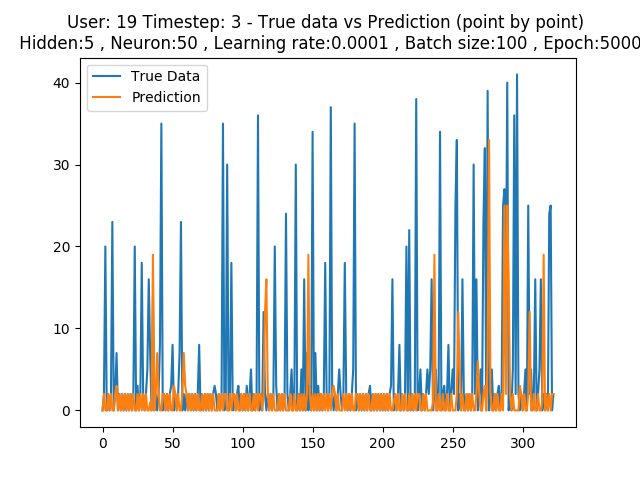 User: 19 Timestep: 3 - True data vs Prediction (point by point)
Hidden:5 , Neuron:50 , Learning rate:0.0001 , Batch size:100 , Epoch:5000
True Data
Prediction
40
30
20
10
0
0 50 100 150 200 250 300